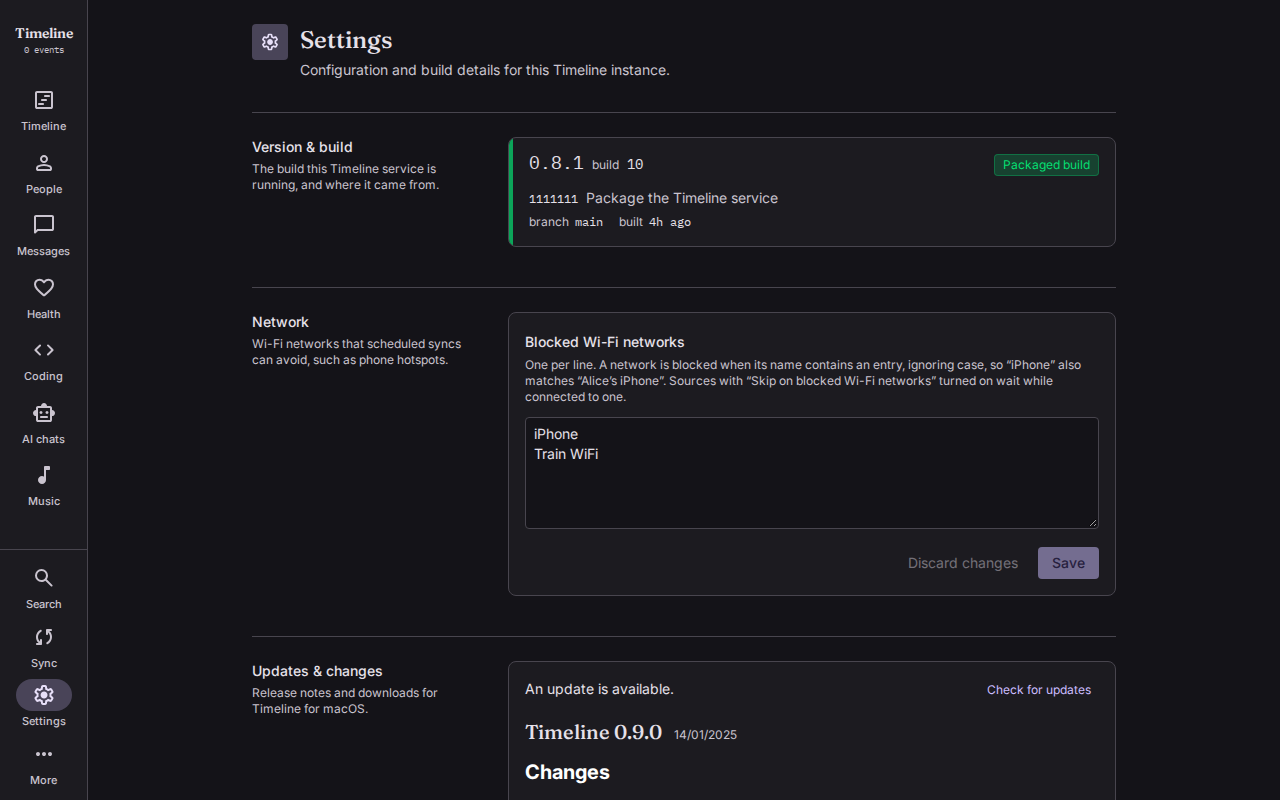 Timeline
0 events
Timeline
People
Messages
Health
Coding
AI chats
Music
Search
Sync
Settings
More
Settings
Configuration and build details for this Timeline instance.
Version & build
The build this Timeline service is
running, and where it came from.
0.8.1 build 10
Packaged build
1111111 Package the Timeline service
branch main built 4h ago
Network
Wi-Fi networks that scheduled syncs
can avoid, such as phone hotspots.
Blocked Wi-Fi networks
One per line. A network is blocked when its name contains an entry, ignoring case, so “iPhone” also
matches “Alice’s iPhone”. Sources with “Skip on blocked Wi-Fi networks” turned on wait while
connected to one.
iPhone
Train WiFi
Discard changes
Save
Updates & changes
Release notes and downloads for
Timeline for macOS.
An update is available.
Check for updates
Timeline 0.9.0 14/01/2025
Changes